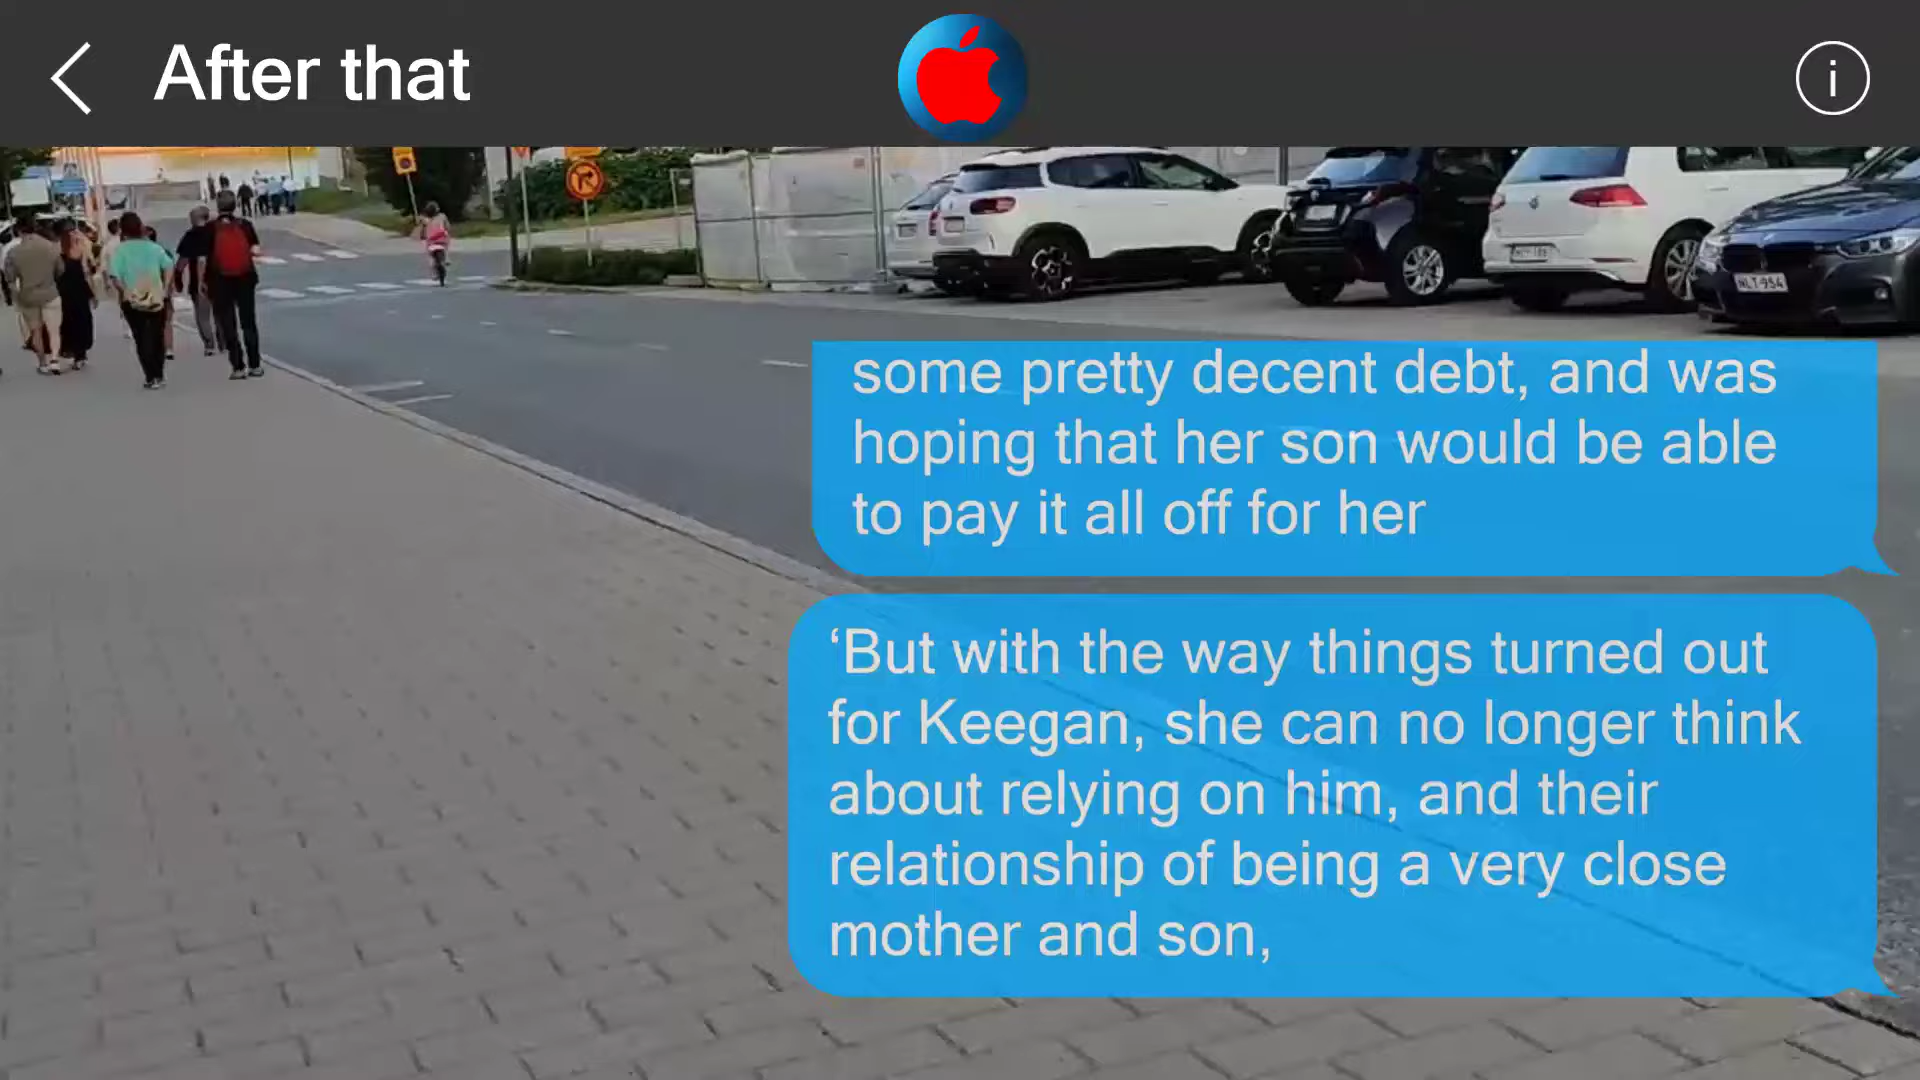 After that
some pretty decent debt, and was
hoping that her son would be able
to pay it all off for her
‘But with the way things turned out
for Keegan, she can no longer think
about relying on him, and their
relationship of being a very close
mother and son,
NLT-954